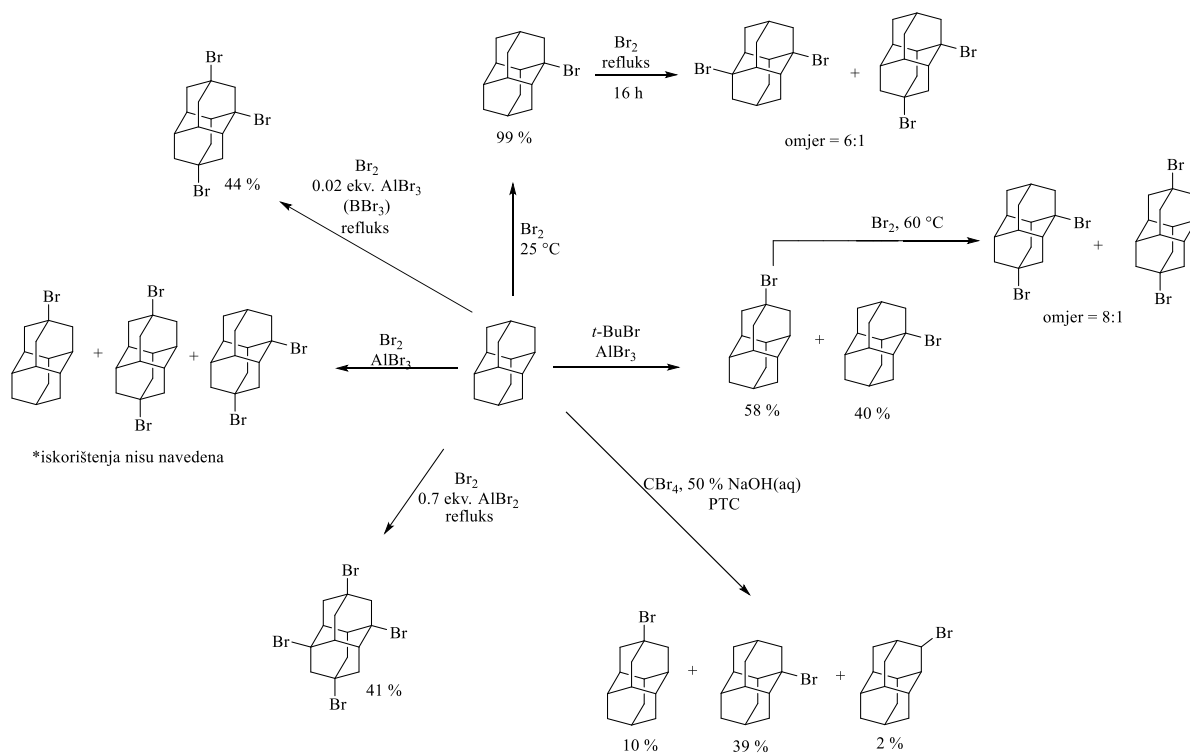 Br
Br
Br
44 %
Br2
0.02 ekv. AlBr3
(BBr3)
refluks
Br
99 %
Br2
refluks
16 h
Br
Br
+
Br
Br
omjer = 6:1
Br2
25 °C
Br2, 60 °C
Br
Br
+
Br
Br
omjer = 8:1
Br
+
Br
Br
+
Br
Br
*iskorištenja nisu navedena
Br2
AlBr3
t-BuBr
AlBr3
Br
58 %
+
Br
40 %
Br2
0.7 ekv. AlBr2
refluks
CBr4, 50 % NaOH(aq)
PTC
Br
Br
Br
Br
41 %
Br
10 %
+
Br
39 %
+
Br
2 %